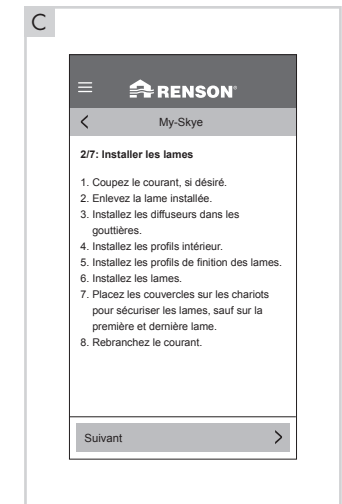 C
RENSON®
My-Skye
2/7: Installer les lames
1. Coupez le courant, si désiré.
2. Enlevez la lame installée.
3. Installez les diffuseurs dans les
gouttières.
4. Installez les profils intérieur.
5. Installez les profils de finition des lames.
6. Installez les lames.
7. Placez les couvercles sur les chariots
pour sécuriser les lames, sauf sur la
première et dernière lame.
8. Rebranchez le courant.
Suivant